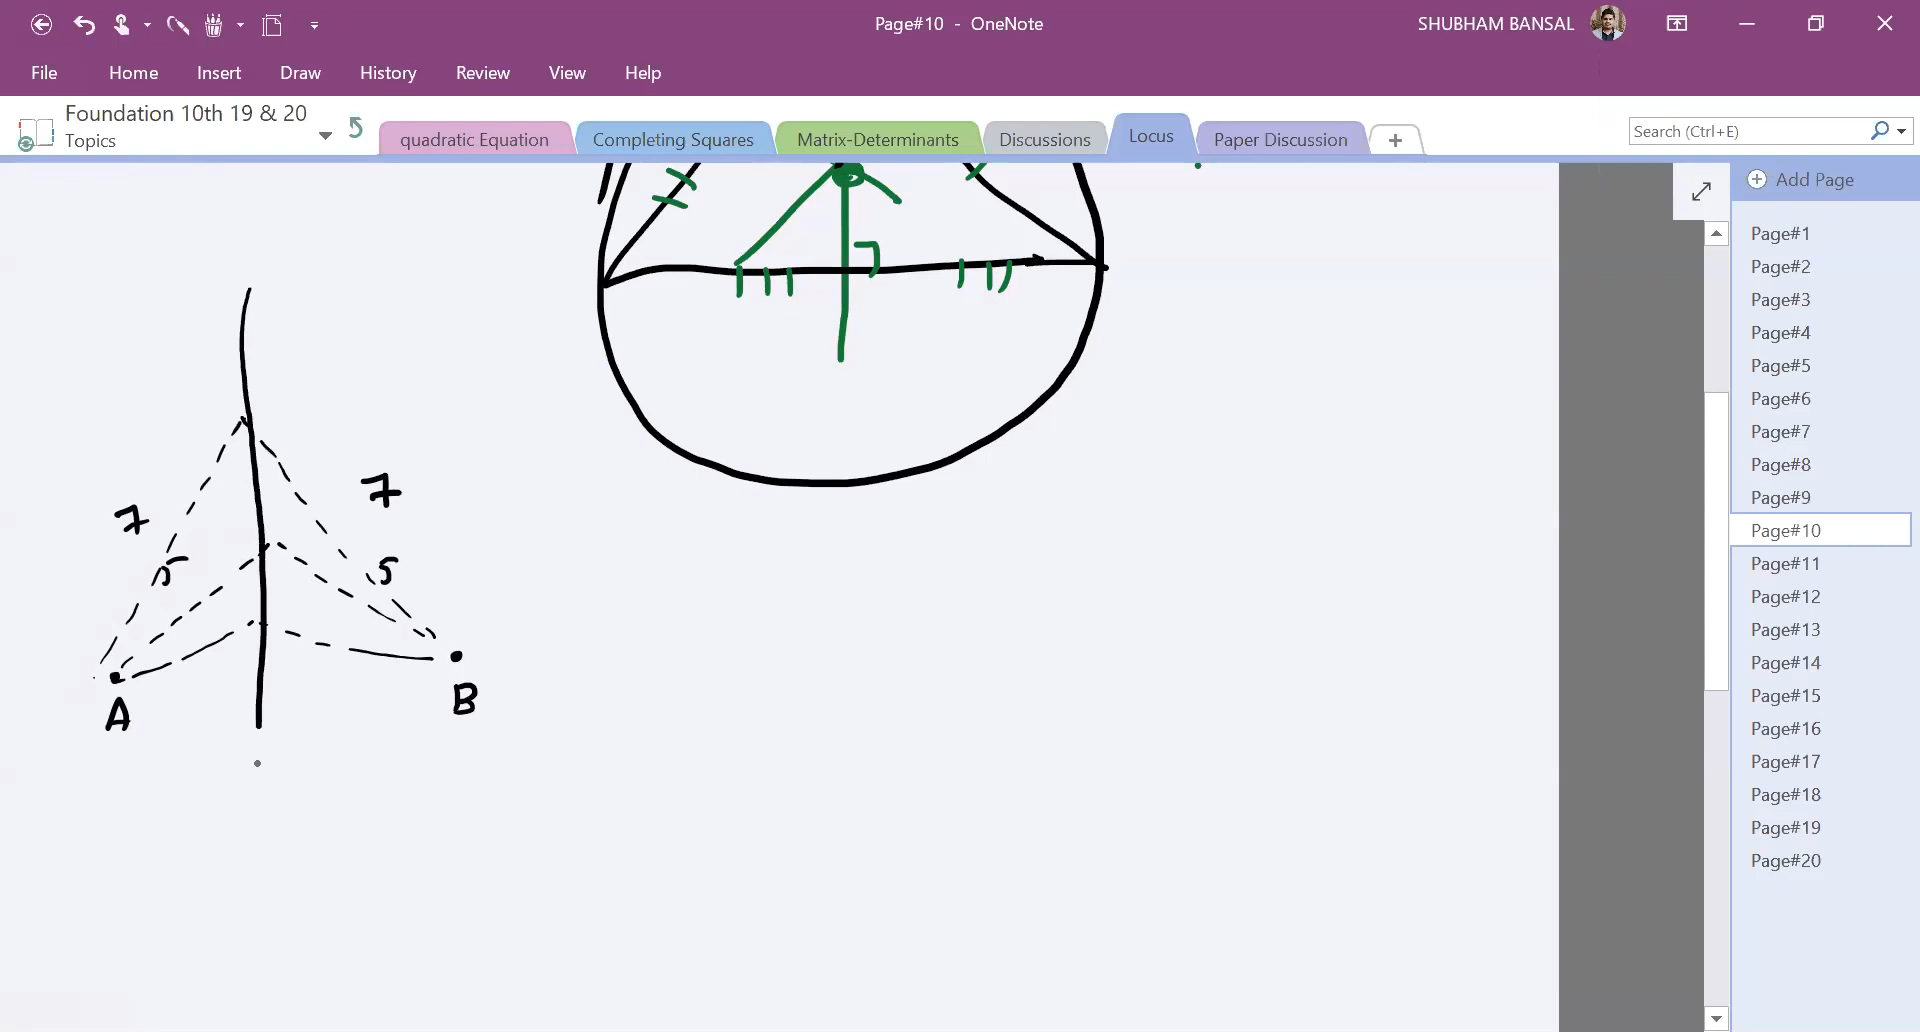 Page#10 - OneNote
SHUBHAM BANSAL
File Home Insert Draw History Review View Help
Foundation 10th 19 & 20
Topics
quadratic Equation
Completing Squares
Matrix-Determinants
Discussions
Locus
Paper Discussion
+
Search (Ctrl+E)
Add Page
Page#1
Page#2
Page#3
Page#4
Page#5
Page#6
Page#7
Page#8
Page#9
Page#10
Page#11
Page#12
Page#13
Page#14
Page#15
Page#16
Page#17
Page#18
Page#19
Page#20
7
7
5
5
A
B